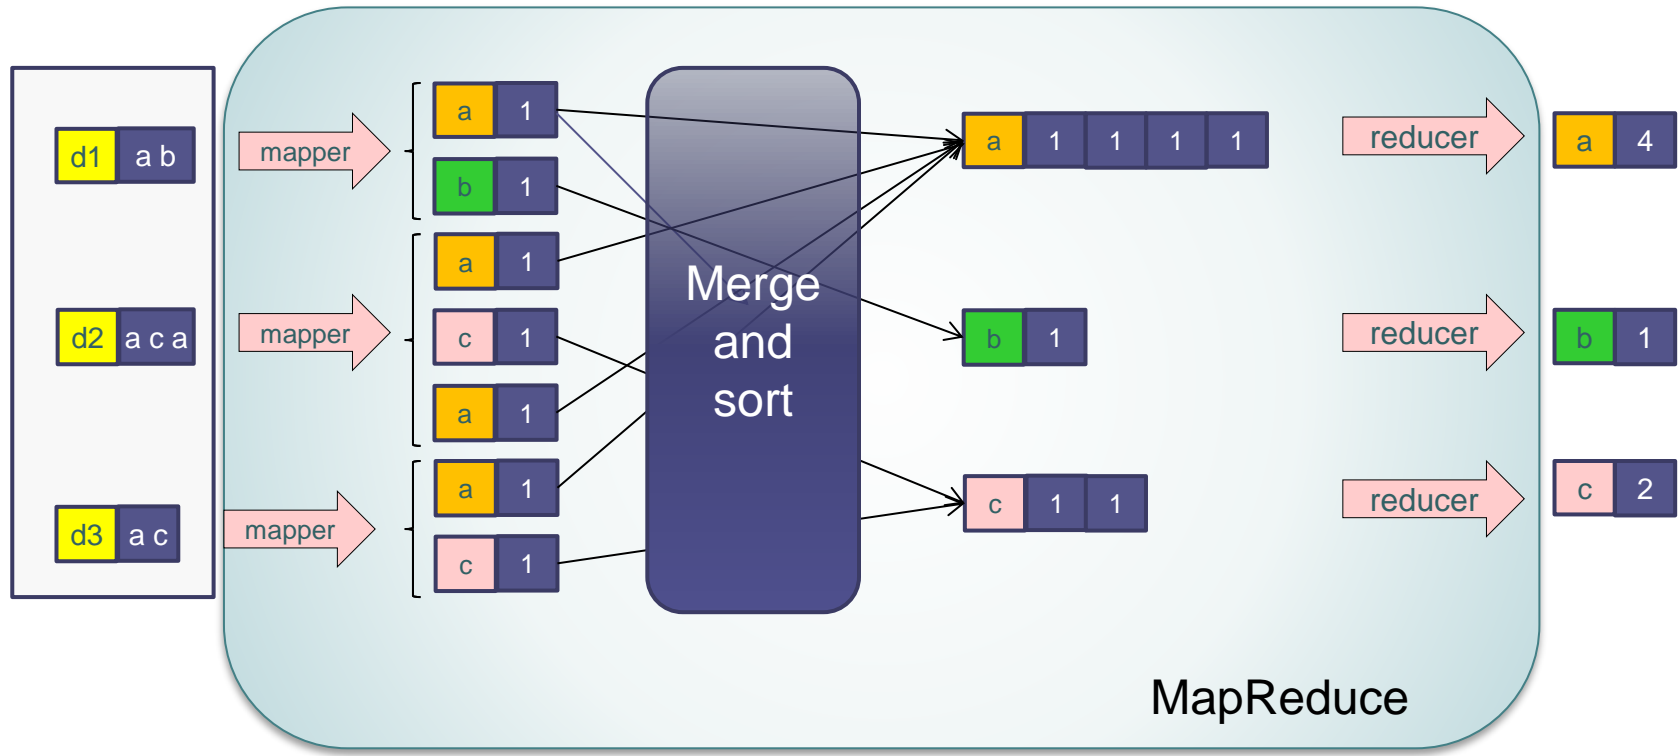 d1 a b
d2 a c a
d3 a c
mapper
mapper
mapper
a 1
b 1
a 1
c 1
a 1
a 1
c 1
Merge
and
sort
a 1 1 1 1
b 1
c 1 1
reducer
reducer
reducer
a 4
b 1
c 2
MapReduce